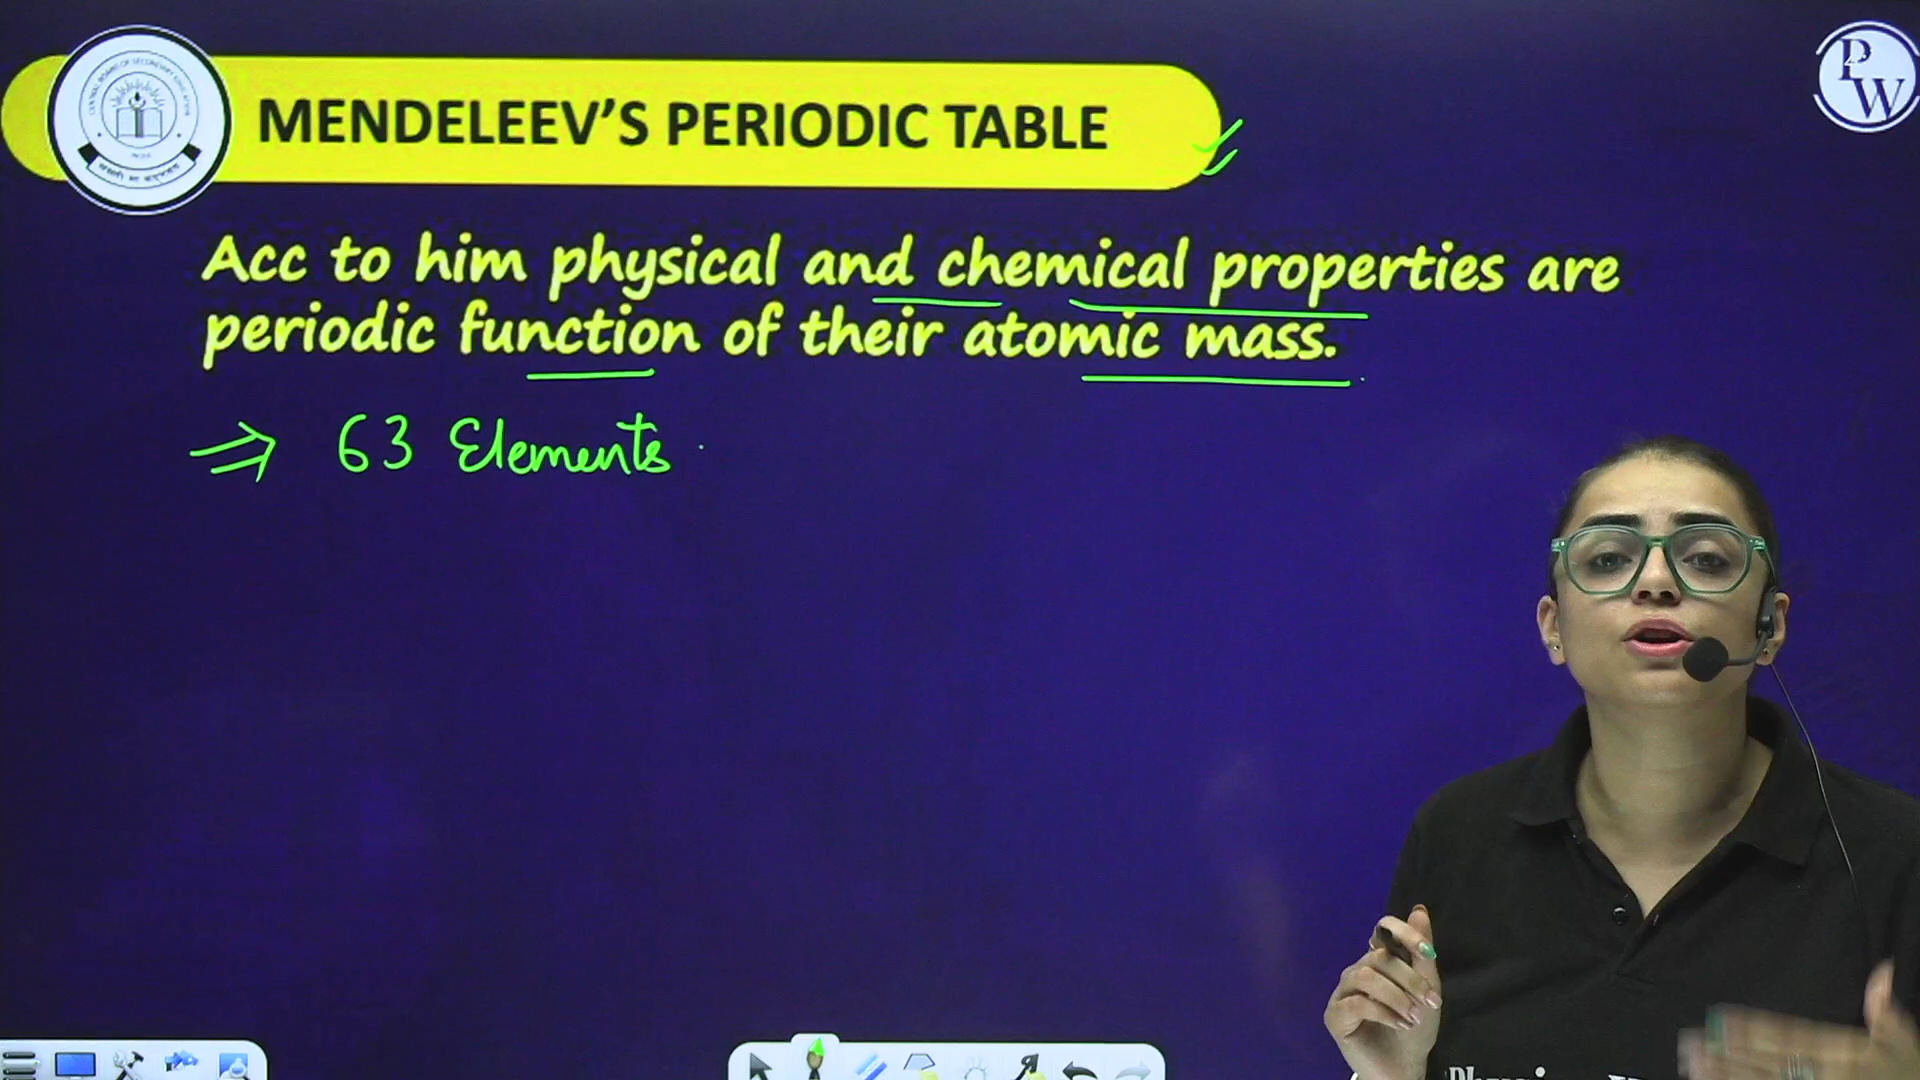 MENDELEEV'S PERIODIC TABLE
PW
Acc to him physical and chemical properties are
periodic function of their atomic mass.
⇒ 63 Elements